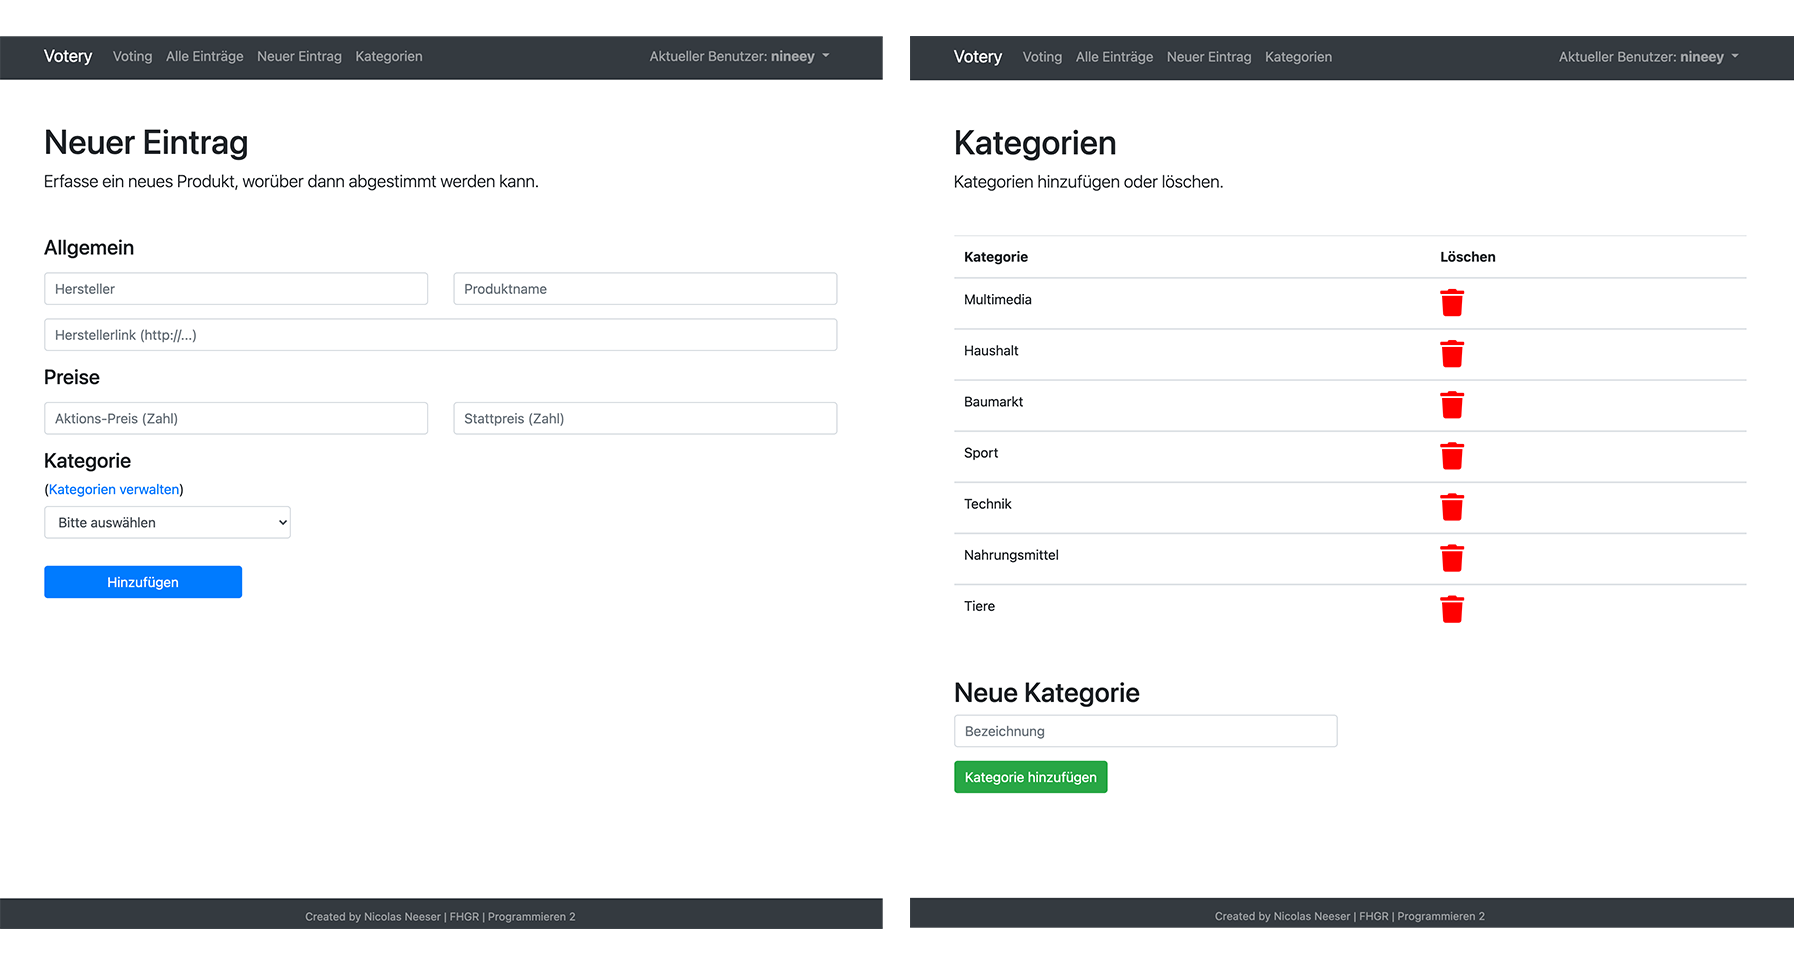 Votery Voting Alle Einträge Neuer Eintrag Kategorien Aktueller Benutzer: nineey
Neuer Eintrag
Erfasse ein neues Produkt, worüber dann abgestimmt werden kann.
Allgemein
Hersteller Produktname
Herstellerlink (http://...)
Preise
Aktions-Preis (Zahl) Stattpreis (Zahl)
Kategorie
(Kategorien verwalten)
Bitte auswählen
Hinzufügen
Created by Nicolas Neeser | FHGR | Programmieren 2
Votery Voting Alle Einträge Neuer Eintrag Kategorien Aktueller Benutzer: nineey
Kategorien
Kategorien hinzufügen oder löschen.
Kategorie Löschen
Multimedia
Haushalt
Baumarkt
Sport
Technik
Nahrungsmittel
Tiere
Neue Kategorie
Bezeichnung
Kategorie hinzufügen
Created by Nicolas Neeser | FHGR | Programmieren 2